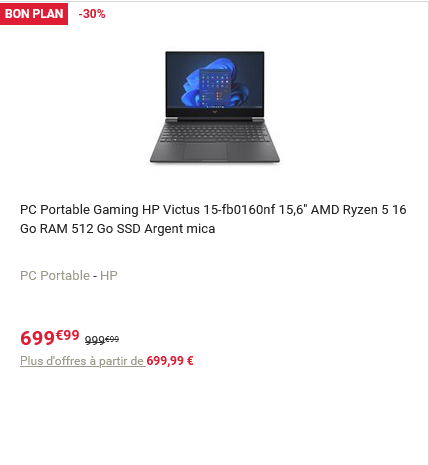 BON PLAN -30%
PC Portable Gaming HP Victus 15-fb0160nf 15,6" AMD Ryzen 5 16
Go RAM 512 Go SSD Argent mica
PC Portable - HP
699€99 999€99
Plus d'offres à partir de 699,99 €